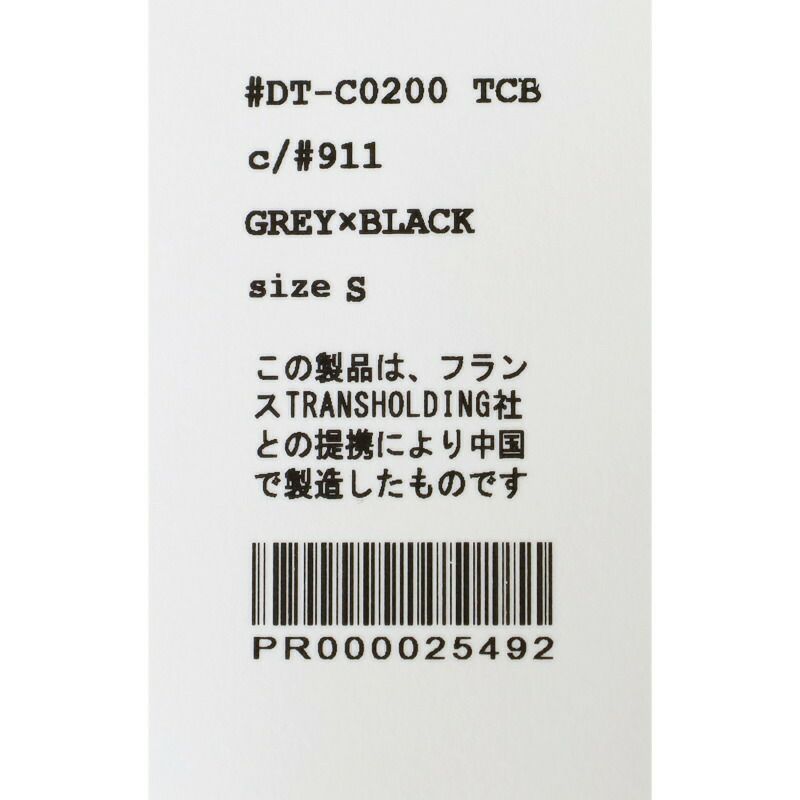 #DT-C0200 TCB
c/#911
GREY×BLACK
size S
この製品は、フラン
スTRANSHOLDING社
との提携により中国
で製造したものです
PR000025492